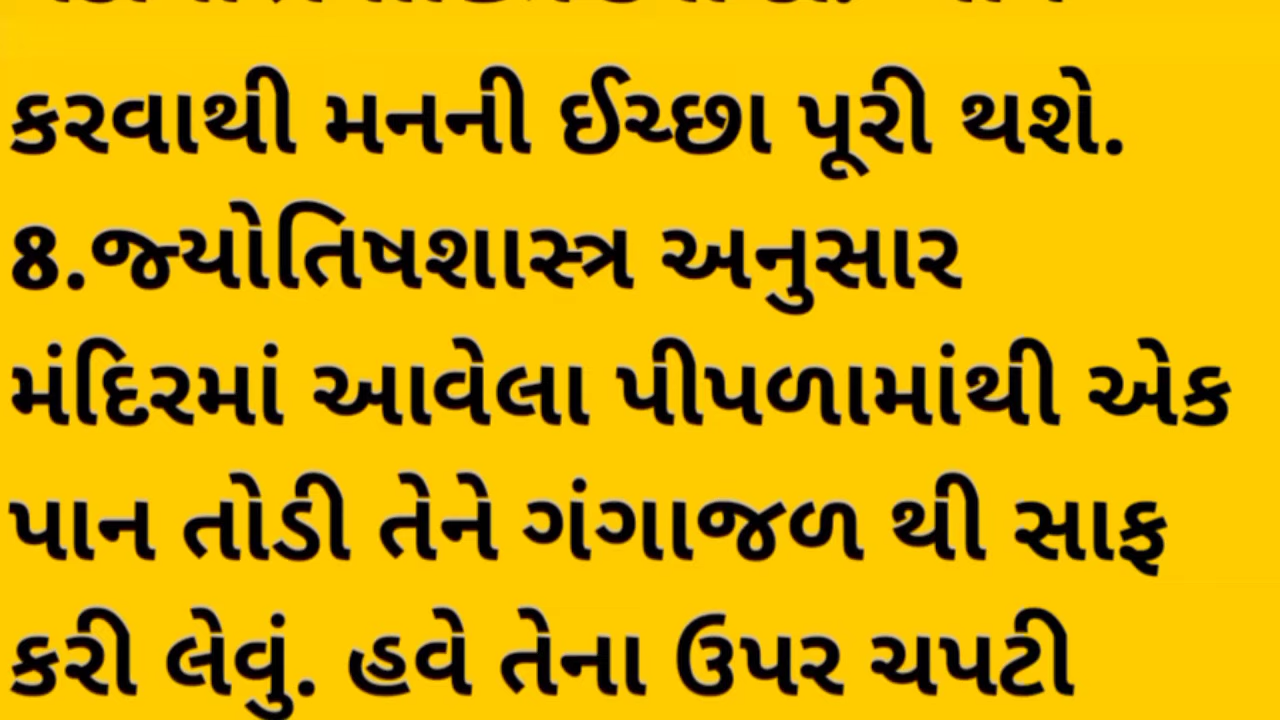 કરવાથી મનની ઈચ્છા પૂરી થશે.
8.જ્યોતિષશાસ્ત્ર અનુસાર
મંદિરમાં આવેલા પીપળામાંથી એક
પાન તોડી તેને ગંગાજળ થી સાફ
કરી લેવું. હવે તેના ઉપર ચપટી